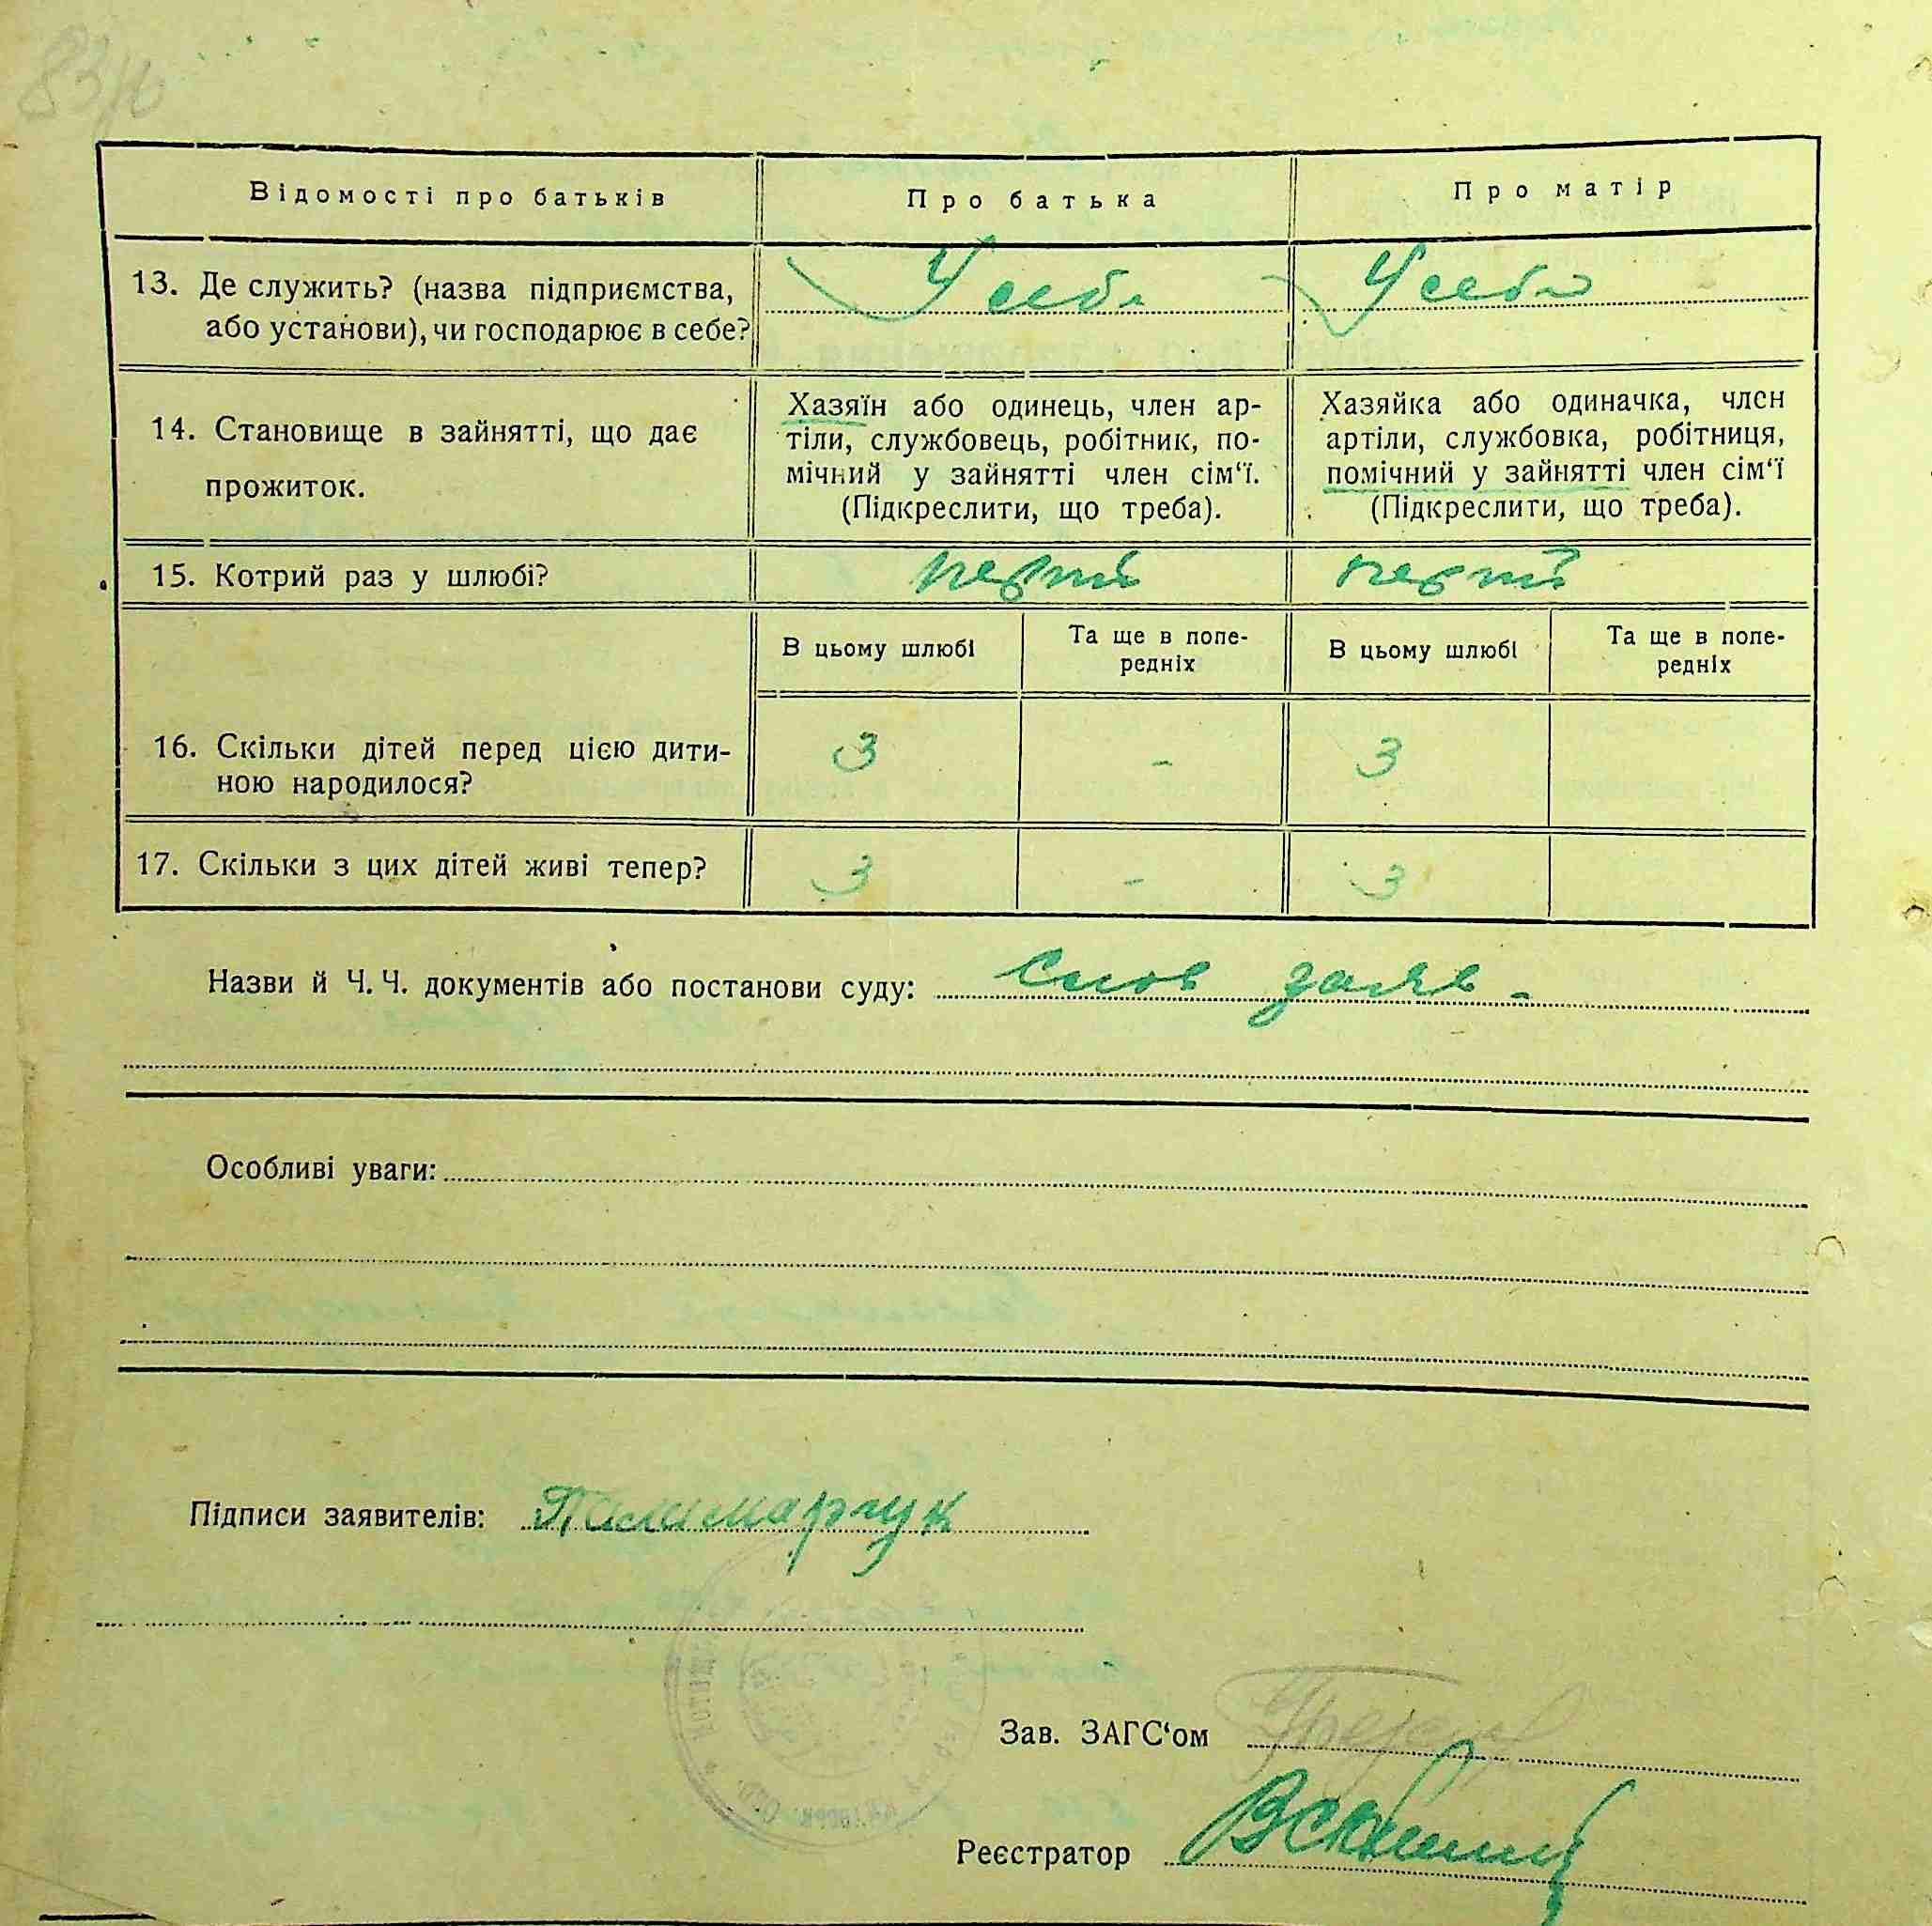 Відомості про батьків
Про батька
Про матір
13. Де служить? (назва підприємства,
або установи), чи господарює в себе?
У себе
У себе
14. Становище в зайнятті, що дає
прожиток.
Хазяїн або одинець, член ар-
тіли, службовець, робітник, по-
мічний у зайнятті член сім‘ї.
(Підкреслити, що треба).
Хазяйка або одиначка, член
артіли, службовка, робітниця,
помічний у зайнятті член сім‘ї
(Підкреслити, що треба).
15. Котрий раз у шлюбі?
В цьому шлюбі
Та ще в попе-
редніх
В цьому шлюбі
Та ще в попе-
редніх
16. Скільки дітей перед цією дити-
ною народилося?
3
-
3
17. Скільки з цих дітей живі тепер?
3
-
3
Назви й Ч. Ч. документів або постанови суду: слов заяв -
Особливі уваги:
Підписи заявителів: Паламарчук
Зав. ЗАГС‘ом
Реєстратор